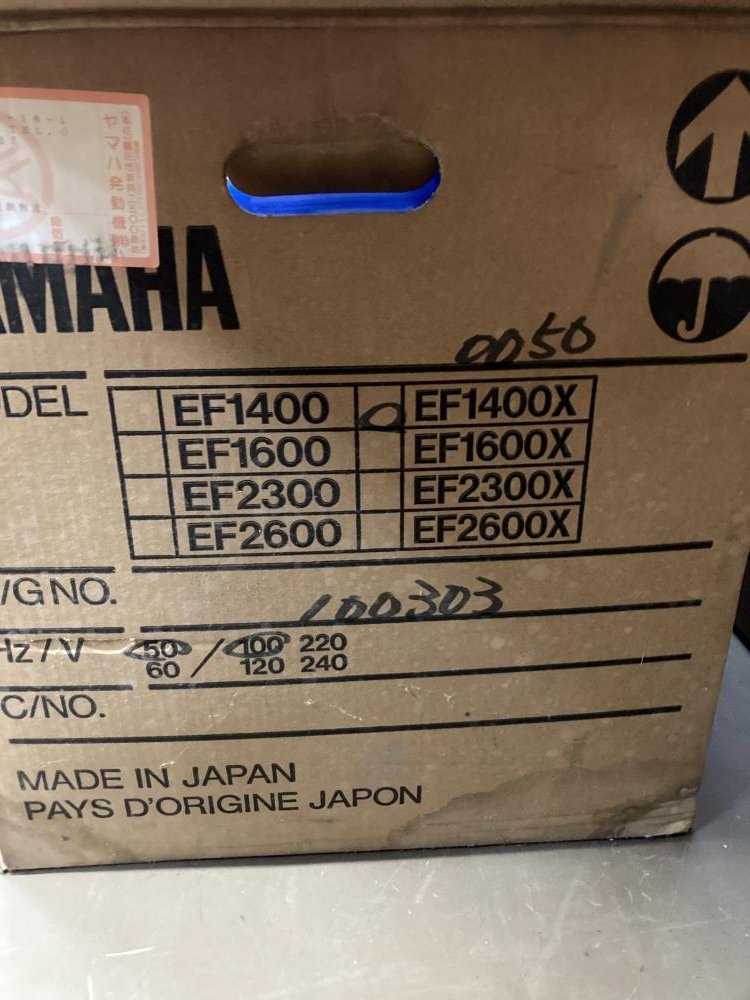 ヤマハ発動機㈱
AMAHA
0050
DEL
EF1400 EF1400X
EF1600 EF1600X
EF2300 EF2300X
EF2600 EF2600X
/G NO. 100303
Hz / V 50 / 100 220
60 120 240
C/NO.
MADE IN JAPAN
PAYS D'ORIGINE JAPON